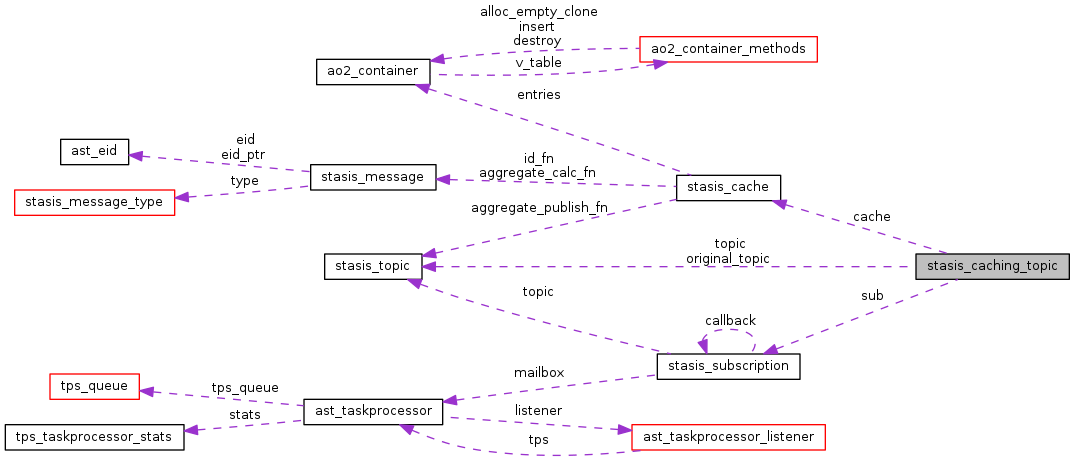 alloc_empty_clone
insert
destroy
ao2_container_methods
ao2_container
v_table
entries
ast_eid
eid
eid_ptr
stasis_message
id_fn
aggregate_calc_fn
type
stasis_message_type
stasis_cache
aggregate_publish_fn
cache
stasis_topic
topic
original_topic
stasis_caching_topic
topic
sub
callback
stasis_subscription
mailbox
tps_queue
tps_queue
ast_taskprocessor
stats
listener
tps_taskprocessor_stats
tps
ast_taskprocessor_listener